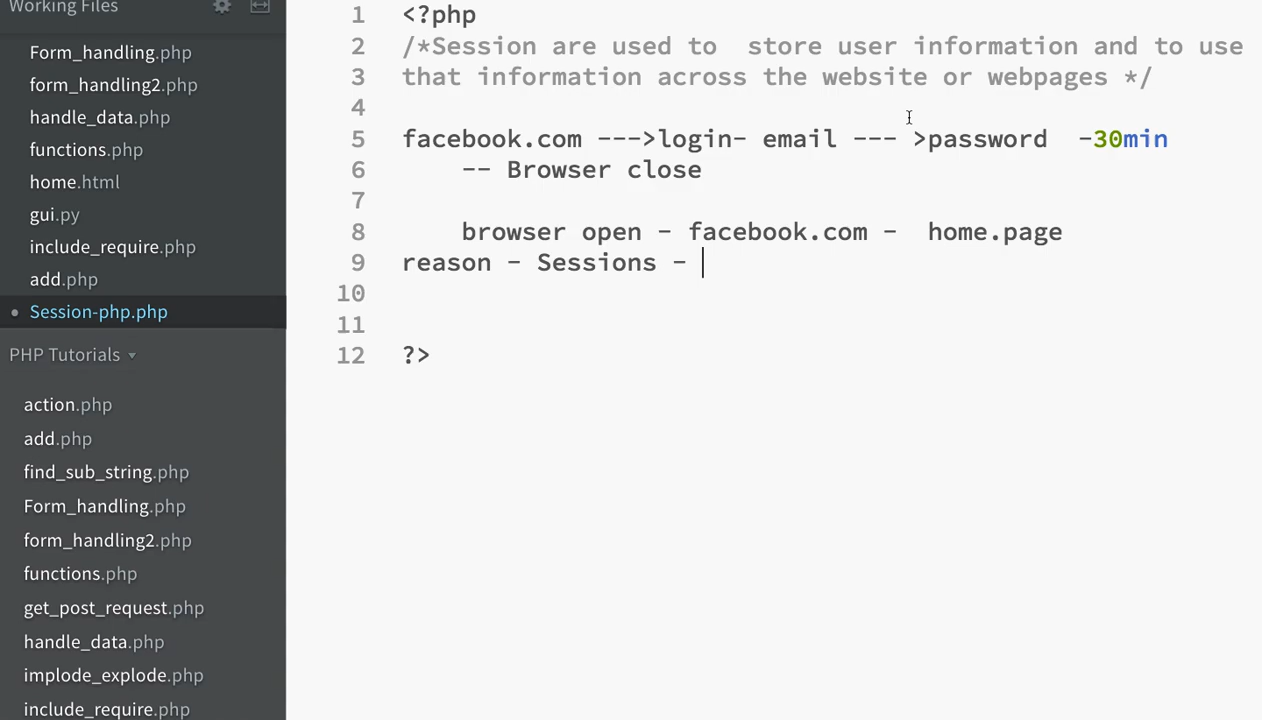 Working Files
Form_handling.php
form_handling2.php
handle_data.php
functions.php
home.html
gui.py
include_require.php
add.php
Session-php.php
PHP Tutorials
action.php
add.php
find_sub_string.php
Form_handling.php
form_handling2.php
functions.php
get_post_request.php
handle_data.php
implode_explode.php
include_require.php
1 <?php
2 /*Session are used to  store user information and to use
3 that information across the website or webpages */
4
5 facebook.com --->login- email --- >password  -30min
6     -- Browser close
7
8     browser open - facebook.com -  home.page
9 reason - Sessions -
10
11
12 ?>